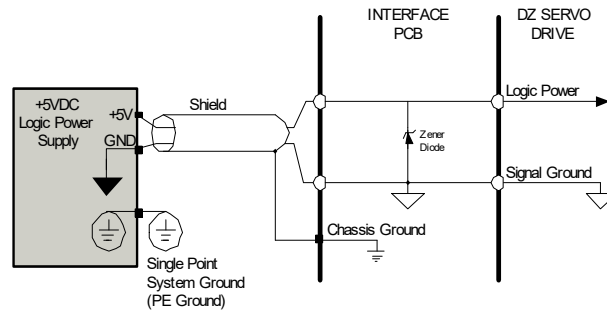 INTERFACE
PCB
DZ SERVO
DRIVE
+5VDC
Logic Power
Supply
+5V
GND
Shield
Logic Power
Zener
Diode
Signal Ground
Chassis Ground
Single Point
System Ground
(PE Ground)